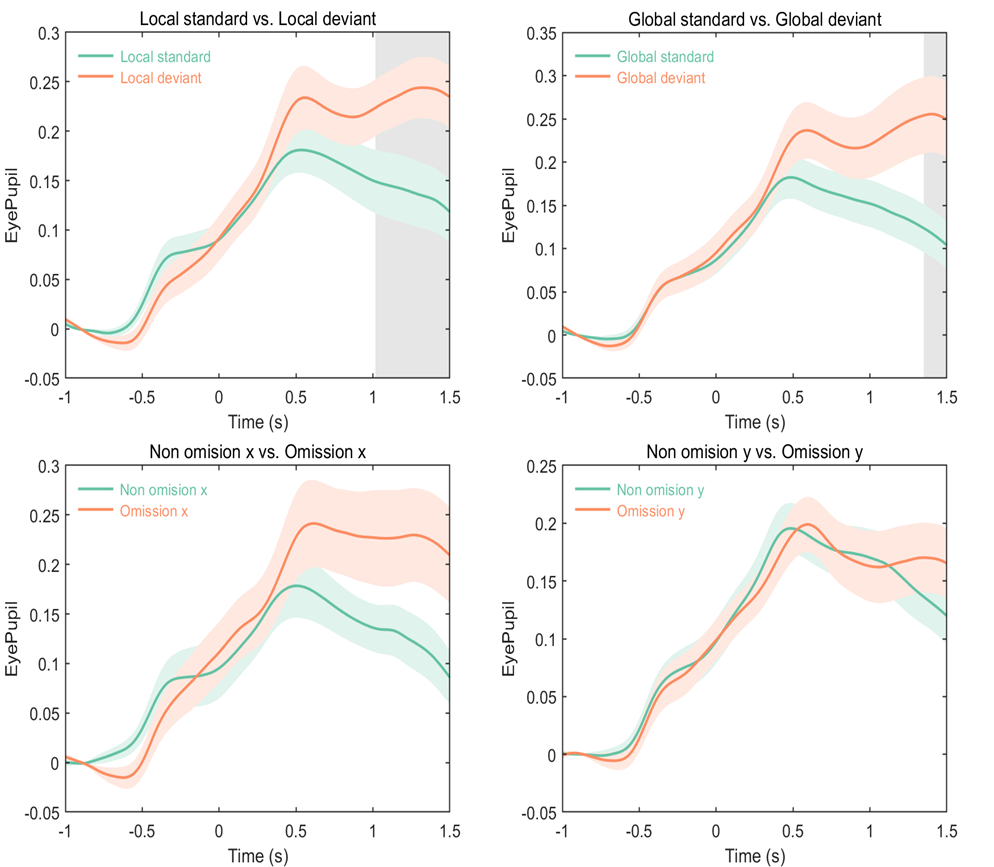 Local standard vs. Local deviant
0.3
0.25
0.2
0.15
0.1
0.05
0
-0.05
EyePupil
Local standard
Local deviant
-1 -0.5 0 0.5 1 1.5
Time (s)
Global standard vs. Global deviant
0.35
0.3
0.25
0.2
0.15
0.1
0.05
0
-0.05
EyePupil
Global standard
Global deviant
-1 -0.5 0 0.5 1 1.5
Time (s)
Non omision x vs. Omission x
0.3
0.25
0.2
0.15
0.1
0.05
0
-0.05
EyePupil
Non omision x
Omission x
-1 -0.5 0 0.5 1 1.5
Time (s)
Non omision y vs. Omission y
0.25
0.2
0.15
0.1
0.05
0
-0.05
EyePupil
Non omision y
Omission y
-1 -0.5 0 0.5 1 1.5
Time (s)